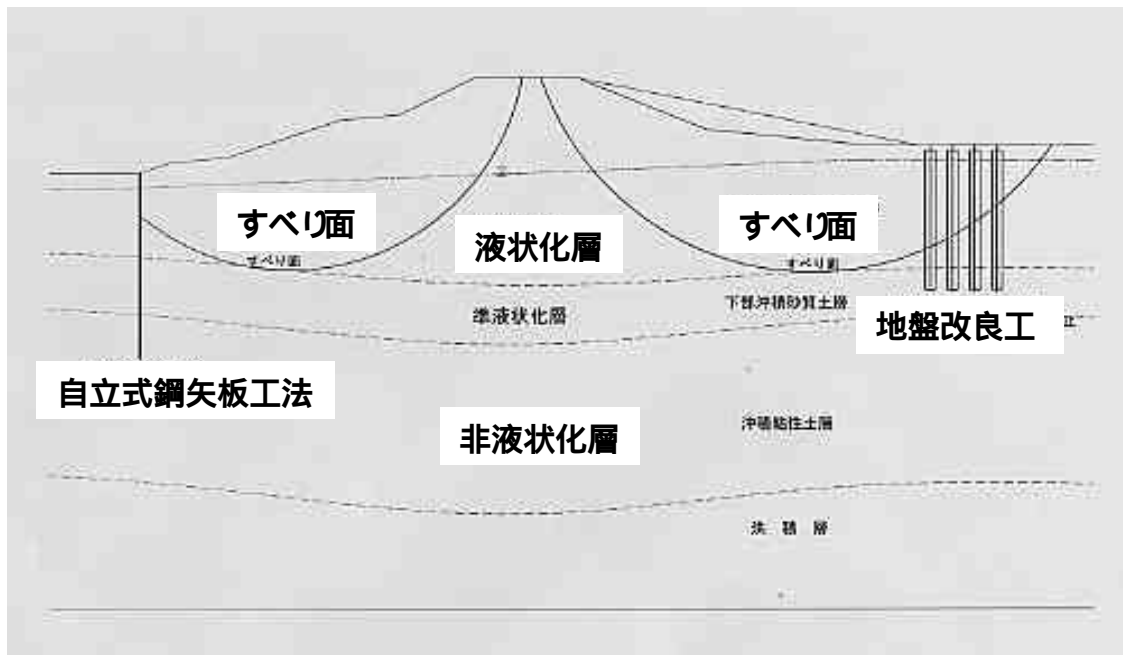 すべり面
すべり面
液状化層
すべり面
すべり面
準液状化層
下部沖積砂質土層
地盤改良工
自立式鋼矢板工法
非液状化層
沖積粘性土層
洪積層